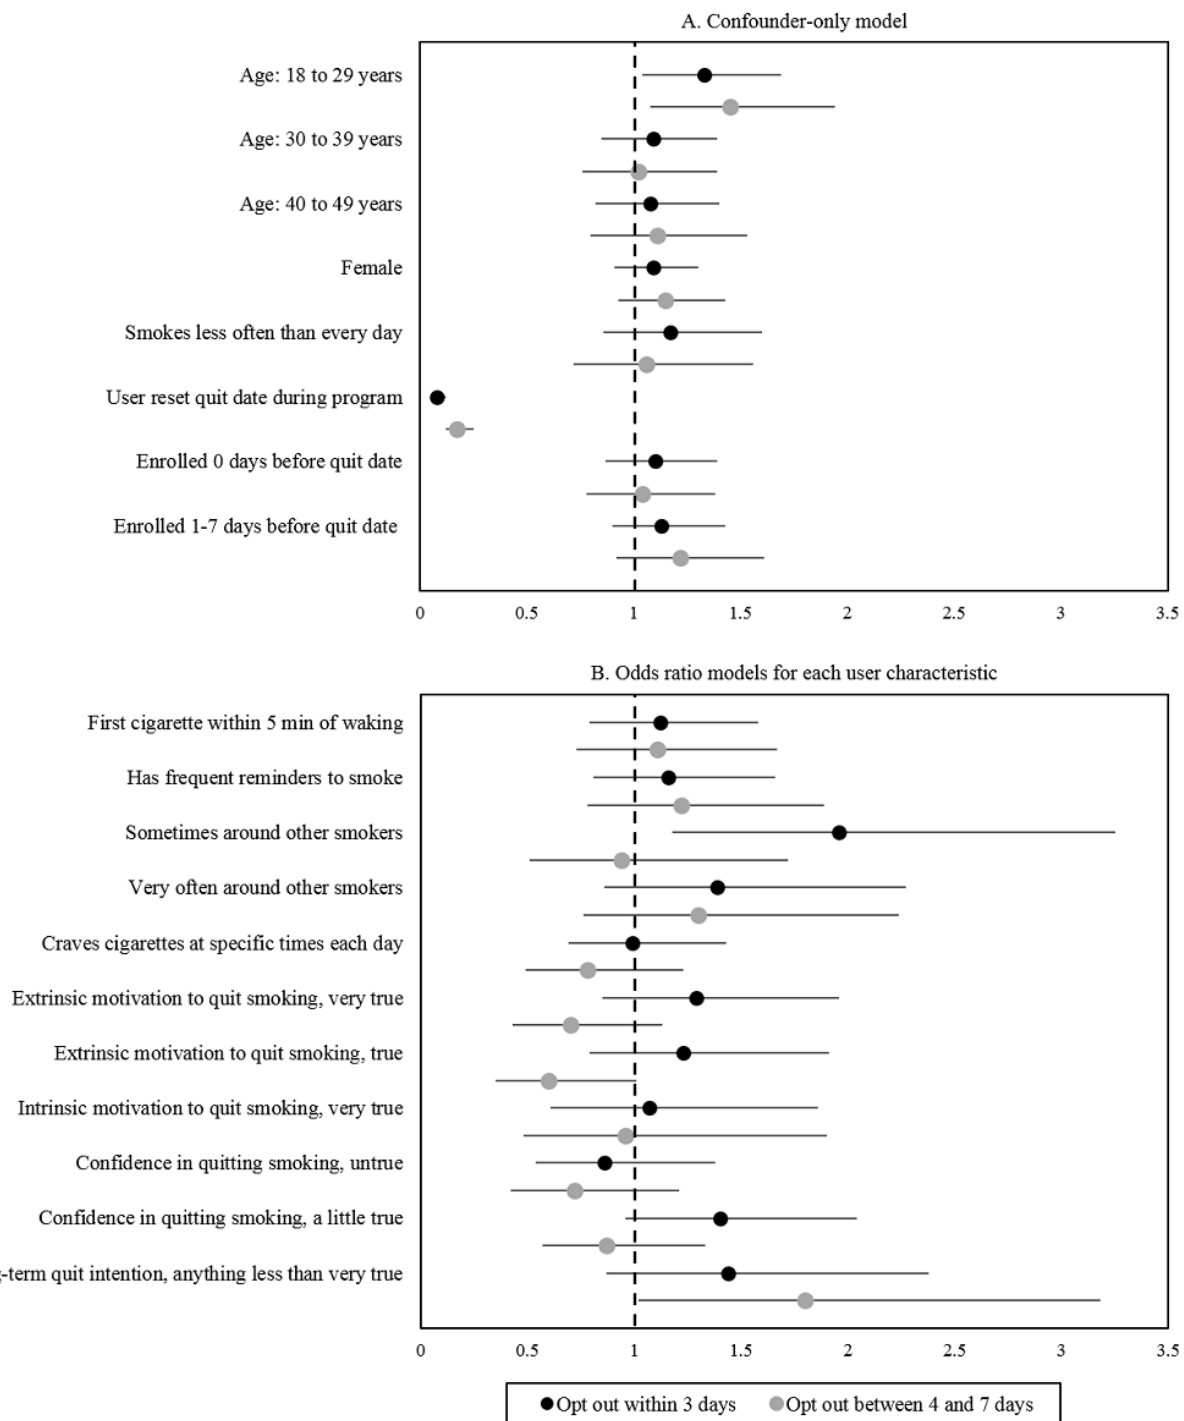 A. Confounder-only model
Age: 18 to 29 years
Age: 30 to 39 years
Age: 40 to 49 years
Female
Smokes less often than every day
User reset quit date during program
Enrolled 0 days before quit date
Enrolled 1-7 days before quit date
0 0.5 1 1.5 2 2.5 3 3.5
B. Odds ratio models for each user characteristic
First cigarette within 5 min of waking
Has frequent reminders to smoke
Sometimes around other smokers
Very often around other smokers
Craves cigarettes at specific times each day
Extrinsic motivation to quit smoking, very true
Extrinsic motivation to quit smoking, true
Intrinsic motivation to quit smoking, very true
Confidence in quitting smoking, untrue
Confidence in quitting smoking, a little true
-term quit intention, anything less than very true
0 0.5 1 1.5 2 2.5 3 3.5
Opt out within 3 days Opt out between 4 and 7 days